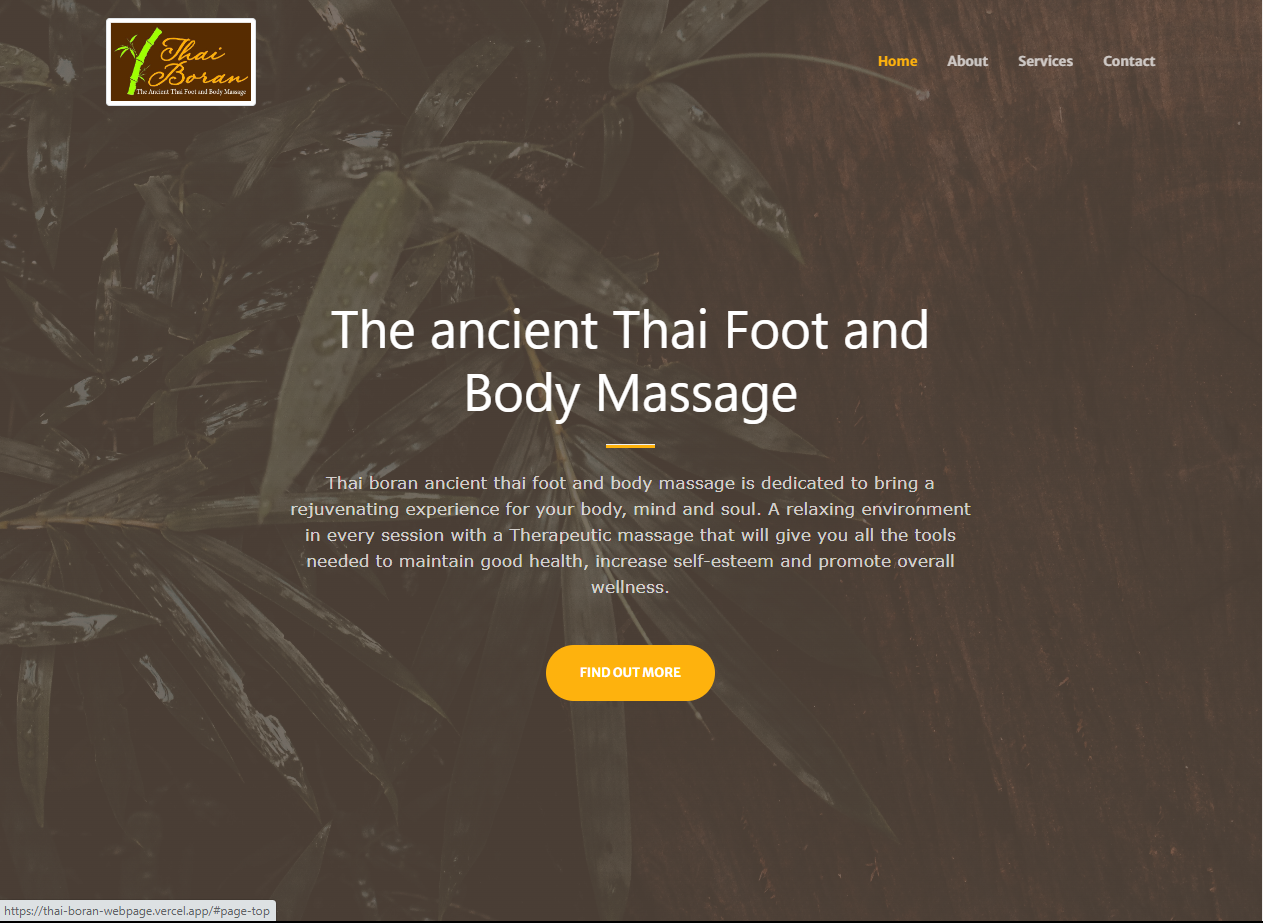 Thai
Boran
The Ancient Thai Foot and Body Massage
Home About Services Contact
The ancient Thai Foot and
Body Massage
Thai boran ancient thai foot and body massage is dedicated to bring a
rejuvenating experience for your body, mind and soul. A relaxing environment
in every session with a Therapeutic massage that will give you all the tools
needed to maintain good health, increase self-esteem and promote overall
wellness.
FIND OUT MORE
https://thai-boran-webpage.vercel.app/#page-top